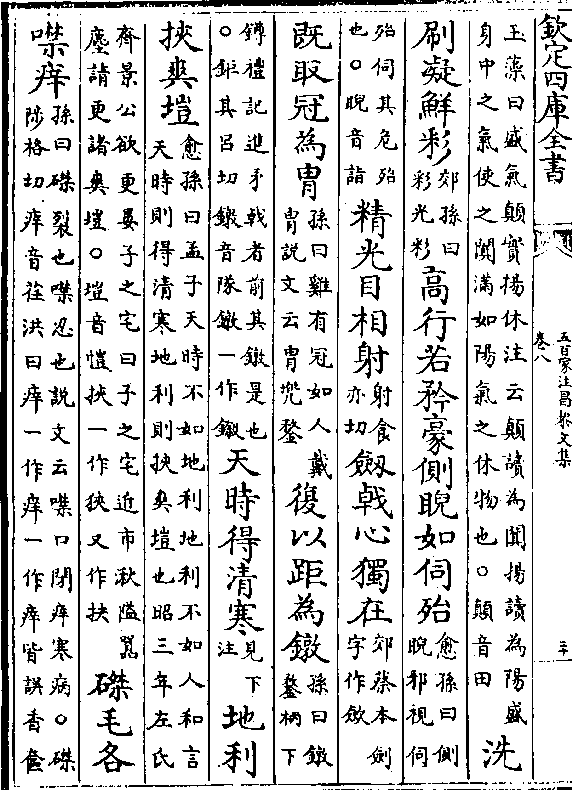 欽定四庫全書
五百家注昌黎文集
卷八
三十
玉藻曰盛氣顛實揚休注云顛讀為闐揚讀為陽盛
身中之氣使之闐滿如陽氣之休物也○顛音田
洗
刷凝鮮彩
郊孫曰
彩光彩
高行若矜豪側睨如伺殆
愈孫曰側
睨邪視伺
殆伺其危殆
也○睨音詣
精光目相射
射食
亦切
劔戟心獨在
郊蔡本劍
字作斂
既取冠為冑
孫曰雞有冠如人戴
冑説文云冑兜鍪
復以距為鐓
孫曰鐓
鍪柄下
鐏禮記進矛戟者前其鐓是也
○鉅其呂切鐓音隊鐓一作鐓
天時得清寒
見下
注
地利
挾爽塏
愈孫曰孟子天時不如地利地利不如人和言
天時則得清寒地利則挾爽塏也昭三年左氏
齊景公欲更晏子之宅曰子之宅近市湫隘囂
塵請更諸爽塏○塏音愷挾一作狹又作抉
磔毛各
噤痒
孫曰磔裂也噤忍也説文云噤口閉痒寒病○磔
陟格切痒音荏洪曰痒一作痒一作痒皆誤香